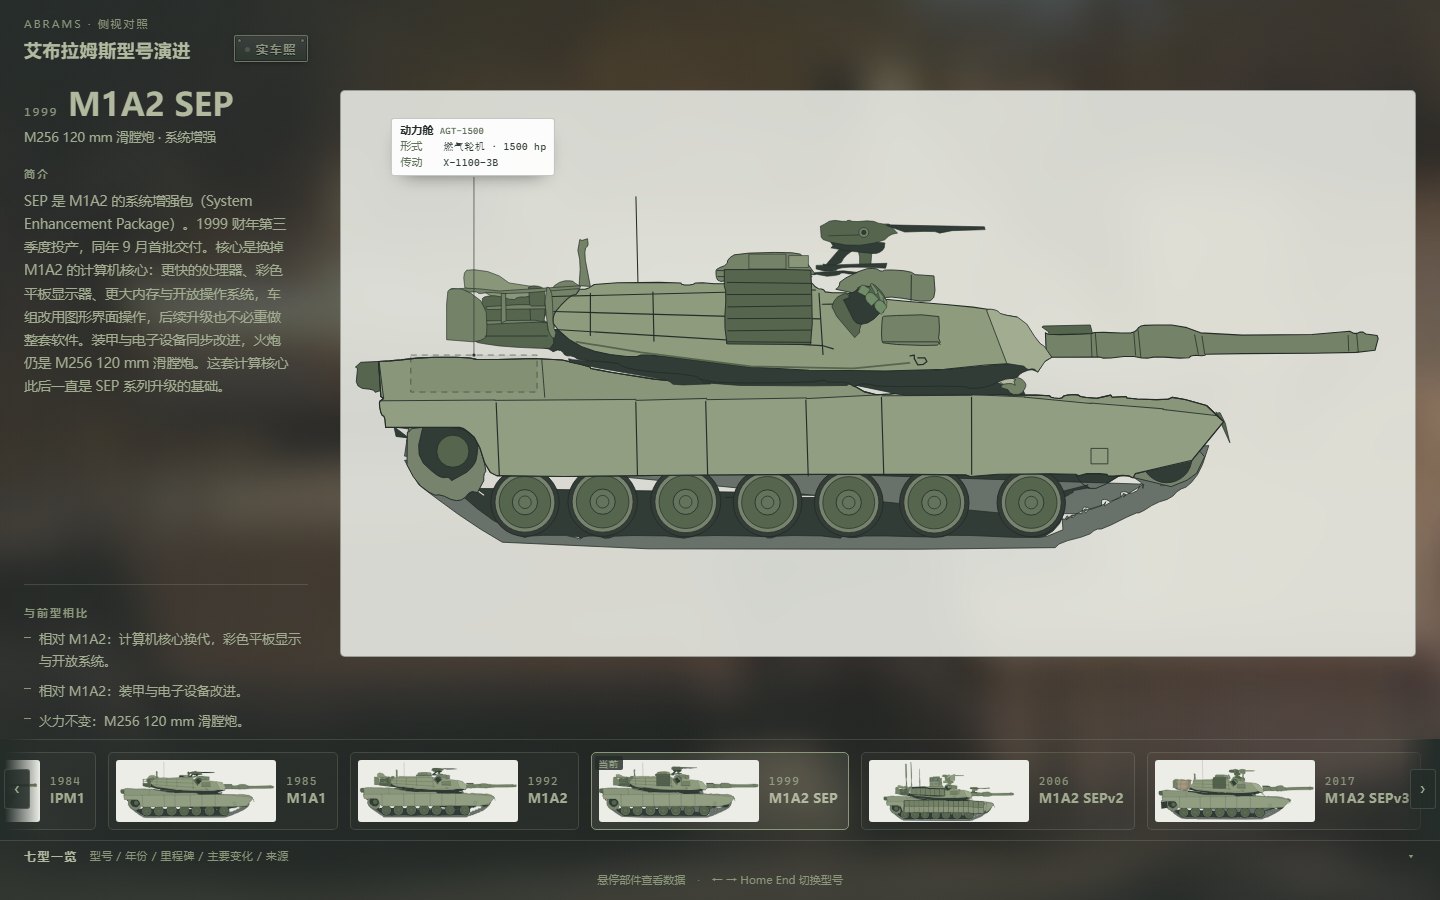 ABRAMS · 侧视对照
艾布拉姆斯型号演进
实车照
1999 M1A2 SEP
M256 120 mm 滑膛炮 · 系统增强
简介
SEP 是 M1A2 的系统增强包（System
Enhancement Package）。1999 财年第三
季度投产，同年 9 月首批交付。核心是换掉
M1A2 的计算机核心：更快的处理器、彩色
平板显示器、更大内存与开放操作系统，车
组改用图形界面操作，后续升级也不必重做
整套软件。装甲与电子设备同步改进，火炮
仍是 M256 120 mm 滑膛炮。这套计算核心
此后一直是 SEP 系列升级的基础。
动力舱 AGT-1500
形式 燃气轮机 · 1500 hp
传动 X-1100-3B
与前型相比
– 相对 M1A2：计算机核心换代，彩色平板显示
与开放系统。
– 相对 M1A2：装甲与电子设备改进。
– 火力不变：M256 120 mm 滑膛炮。
‹
1984
IPM1
1985
M1A1
1992
M1A2
当前
1999
M1A2 SEP
2006
M1A2 SEPv2
2017
M1A2 SEPv3
›
七型一览 型号 / 年份 / 里程碑 / 主要变化 / 来源
悬停部件查看数据 · ← → Home End 切换型号